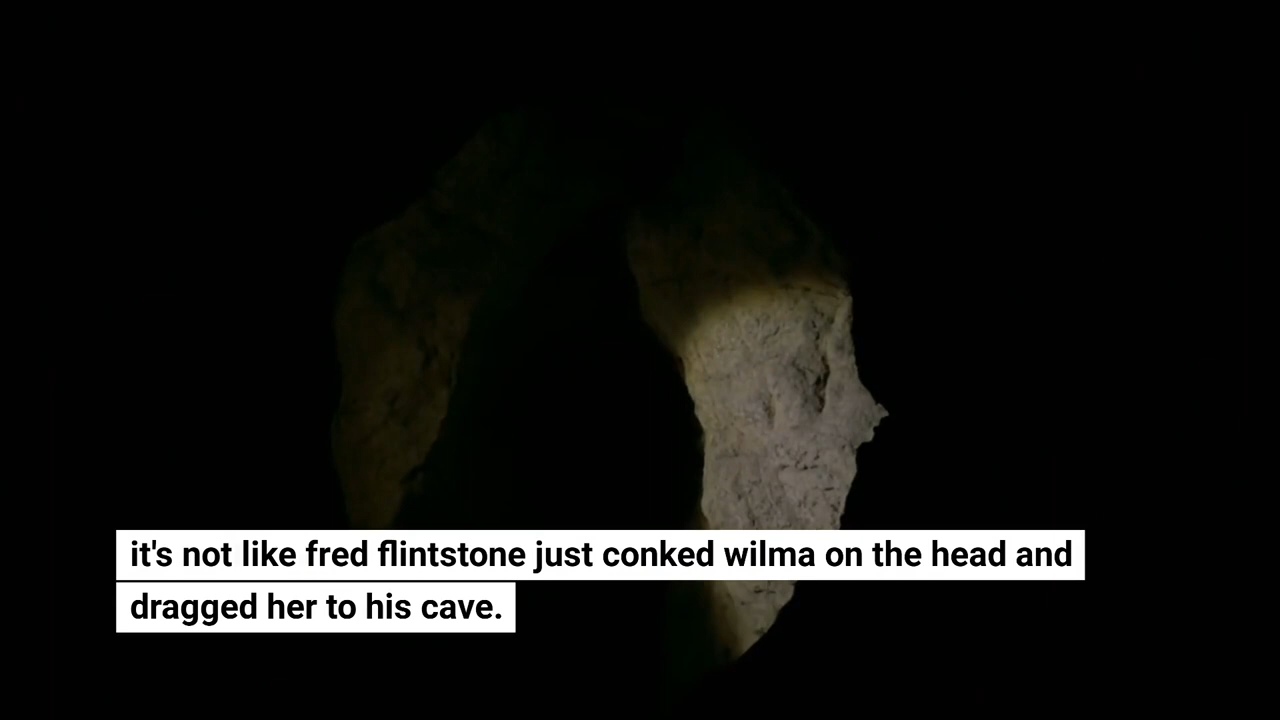 it's not like fred flintstone just conked wilma on the head and
dragged her to his cave.